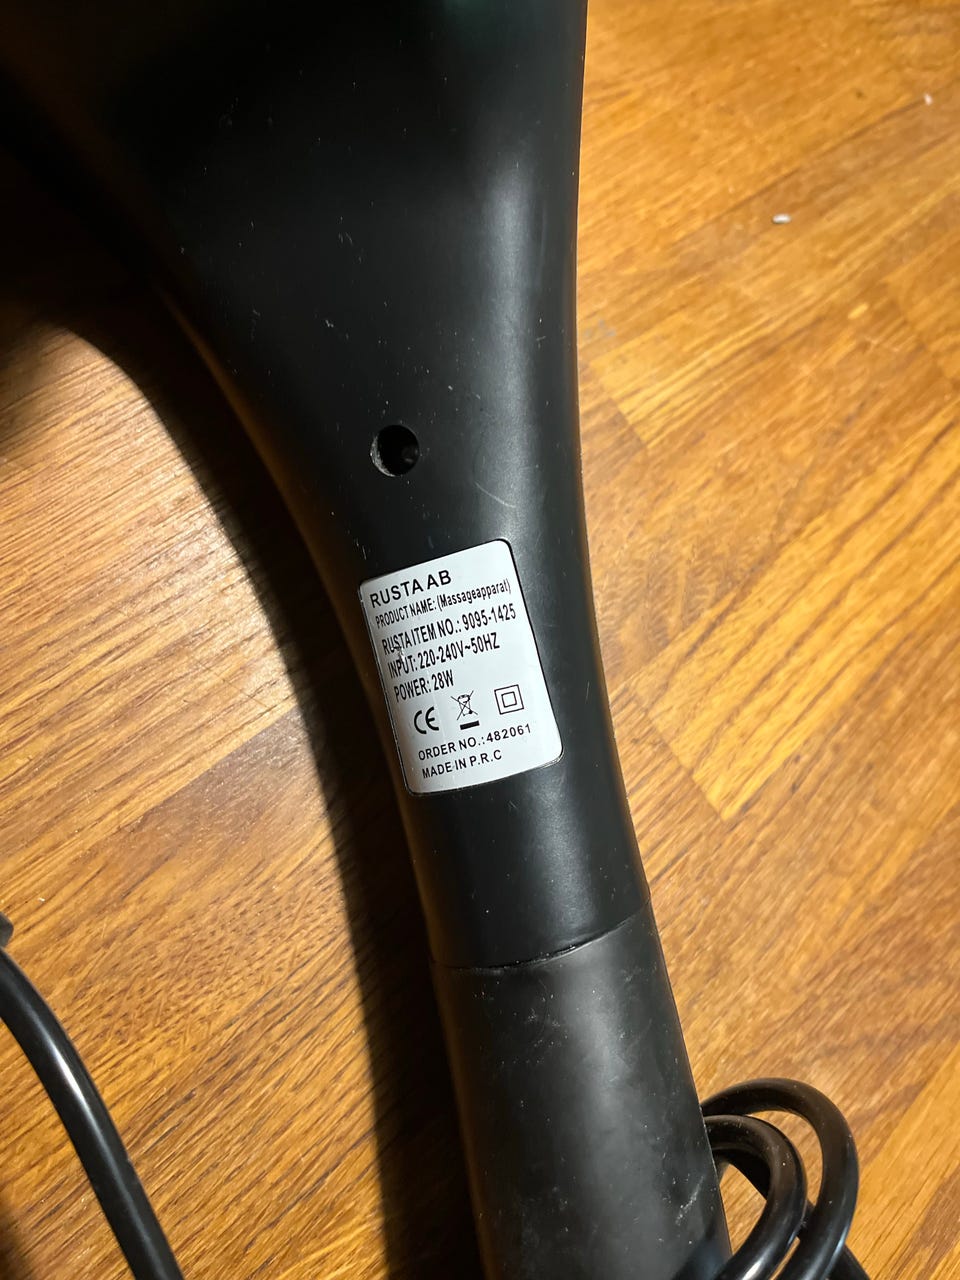 RUSTA AB
PRODUCT NAME: (Massageapparat)
RUSTA ITEM NO.: 9095-1425
INPUT: 220-240V~50HZ
POWER: 28W
CE
ORDER NO.:482061
MADE IN P.R.C